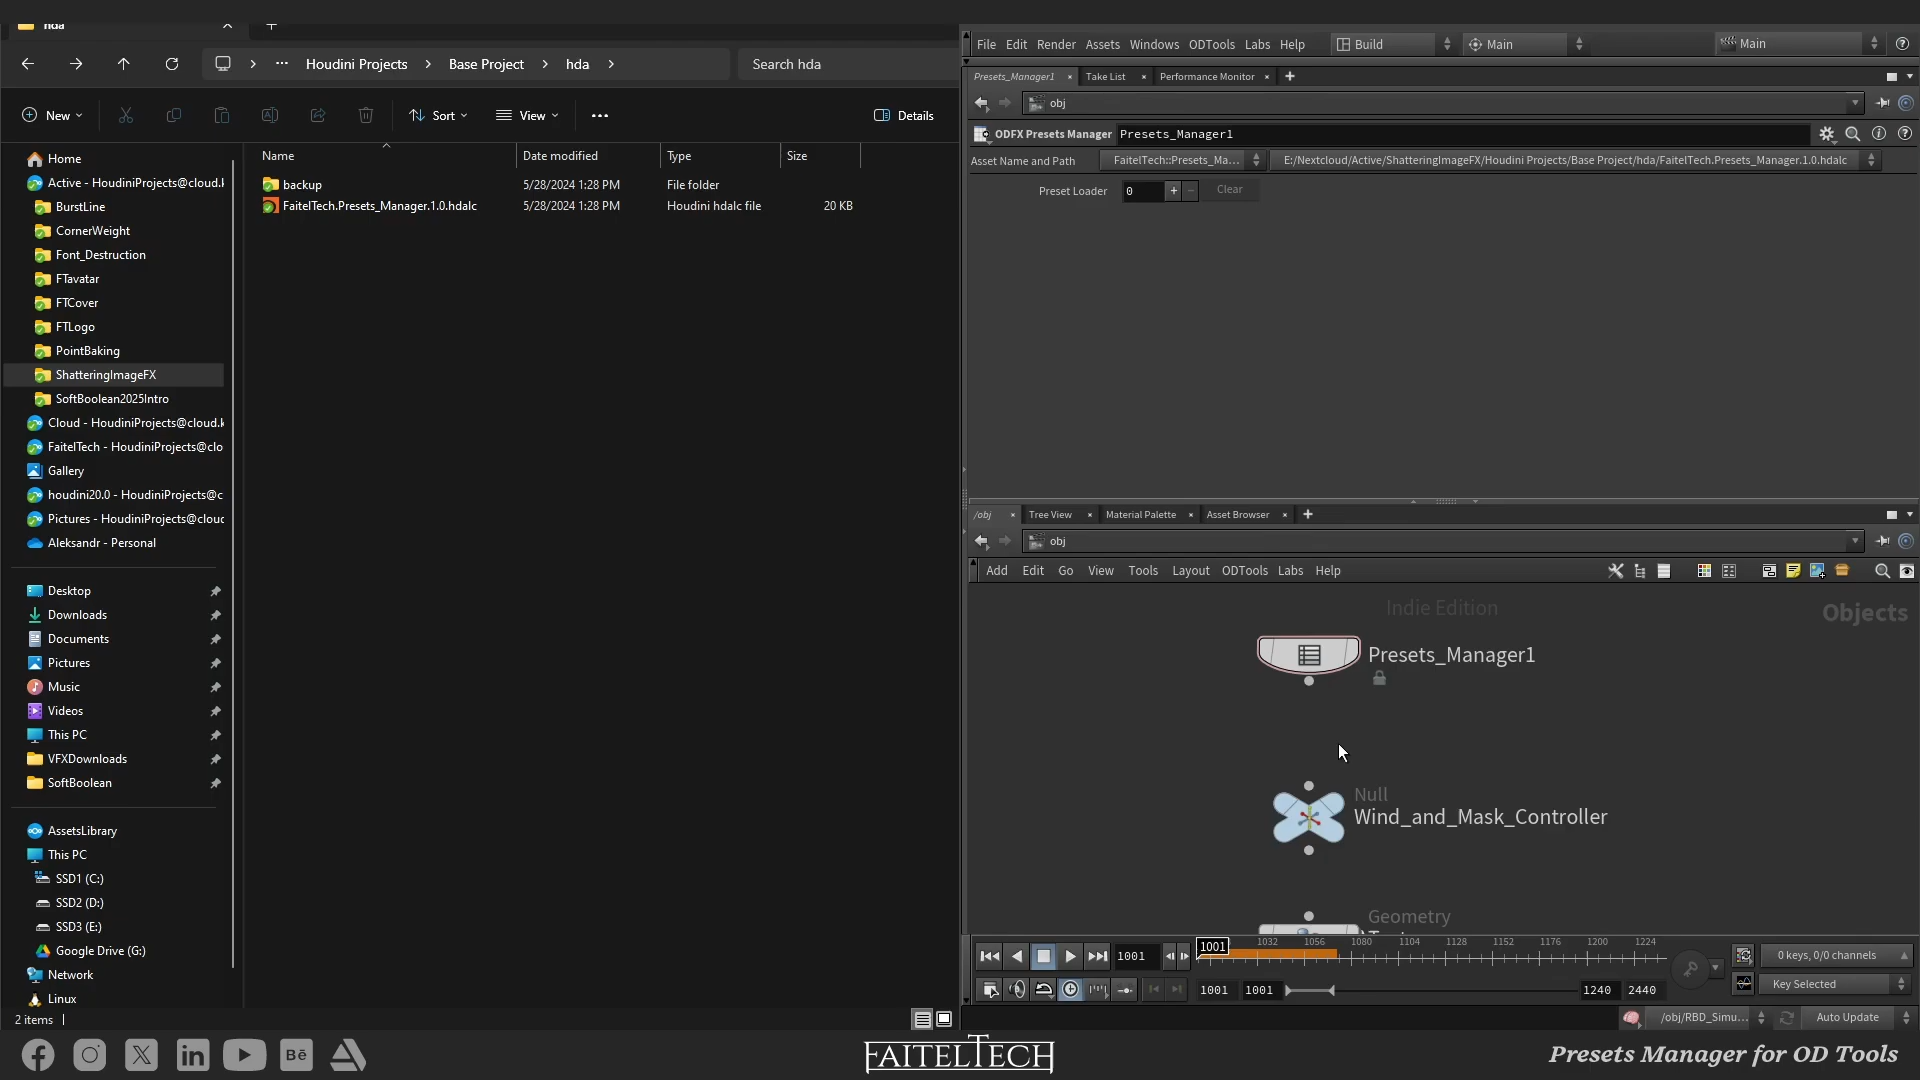 hda
Houdini Projects
Base Project
hda
Search hda
New
Sort
View
Details
Name
Date modified
Type
Size
backup
5/28/2024 1:28 PM
File folder
FaitelTech.Presets_Manager.1.0.hdalc
5/28/2024 1:28 PM
Houdini hdalc file
20 KB
Home
Active - HoudiniProjects@cloud.
BurstLine
CornerWeight
Font_Destruction
FTavatar
FTCover
FTLogo
PointBaking
ShatteringImageFX
SoftBoolean2025Intro
Cloud - HoudiniProjects@cloud.
FaitelTech - HoudiniProjects@clo
Gallery
houdini20.0 - HoudiniProjects@c
Pictures - HoudiniProjects@cloud
Aleksandr - Personal
Desktop
Downloads
Documents
Pictures
Music
Videos
This PC
VFXDownloads
SoftBoolean
AssetsLibrary
This PC
SSD1 (C:)
SSD2 (D:)
SSD3 (E:)
Google Drive (G:)
Network
Linux
2 items
File Edit Render Assets Windows ODTools Labs Help
Build
Main
Main
Presets_Manager1
Take List
Performance Monitor
obj
ODFX Presets Manager
Presets_Manager1
Asset Name and Path
FaitelTech::Presets_Ma...
E:/Nextcloud/Active/ShatteringImageFX/Houdini Projects/Base Project/hda/FaitelTech.Presets_Manager.1.0.hdalc
Preset Loader
0
+
-
Clear
/obj
Tree View
Material Palette
Asset Browser
obj
Add Edit Go View Tools Layout ODTools Labs Help
Indie Edition
Objects
Presets_Manager1
Null
Wind_and_Mask_Controller
Geometry
1001
1001
1032 1056 1080 1104 1128 1152 1176 1200 1224
0 keys, 0/0 channels
1001
1001
1240
2440
Key Selected
/obj/RBD_Simu...
Auto Update
Bē
FAITELTECH
Presets Manager for OD Tools